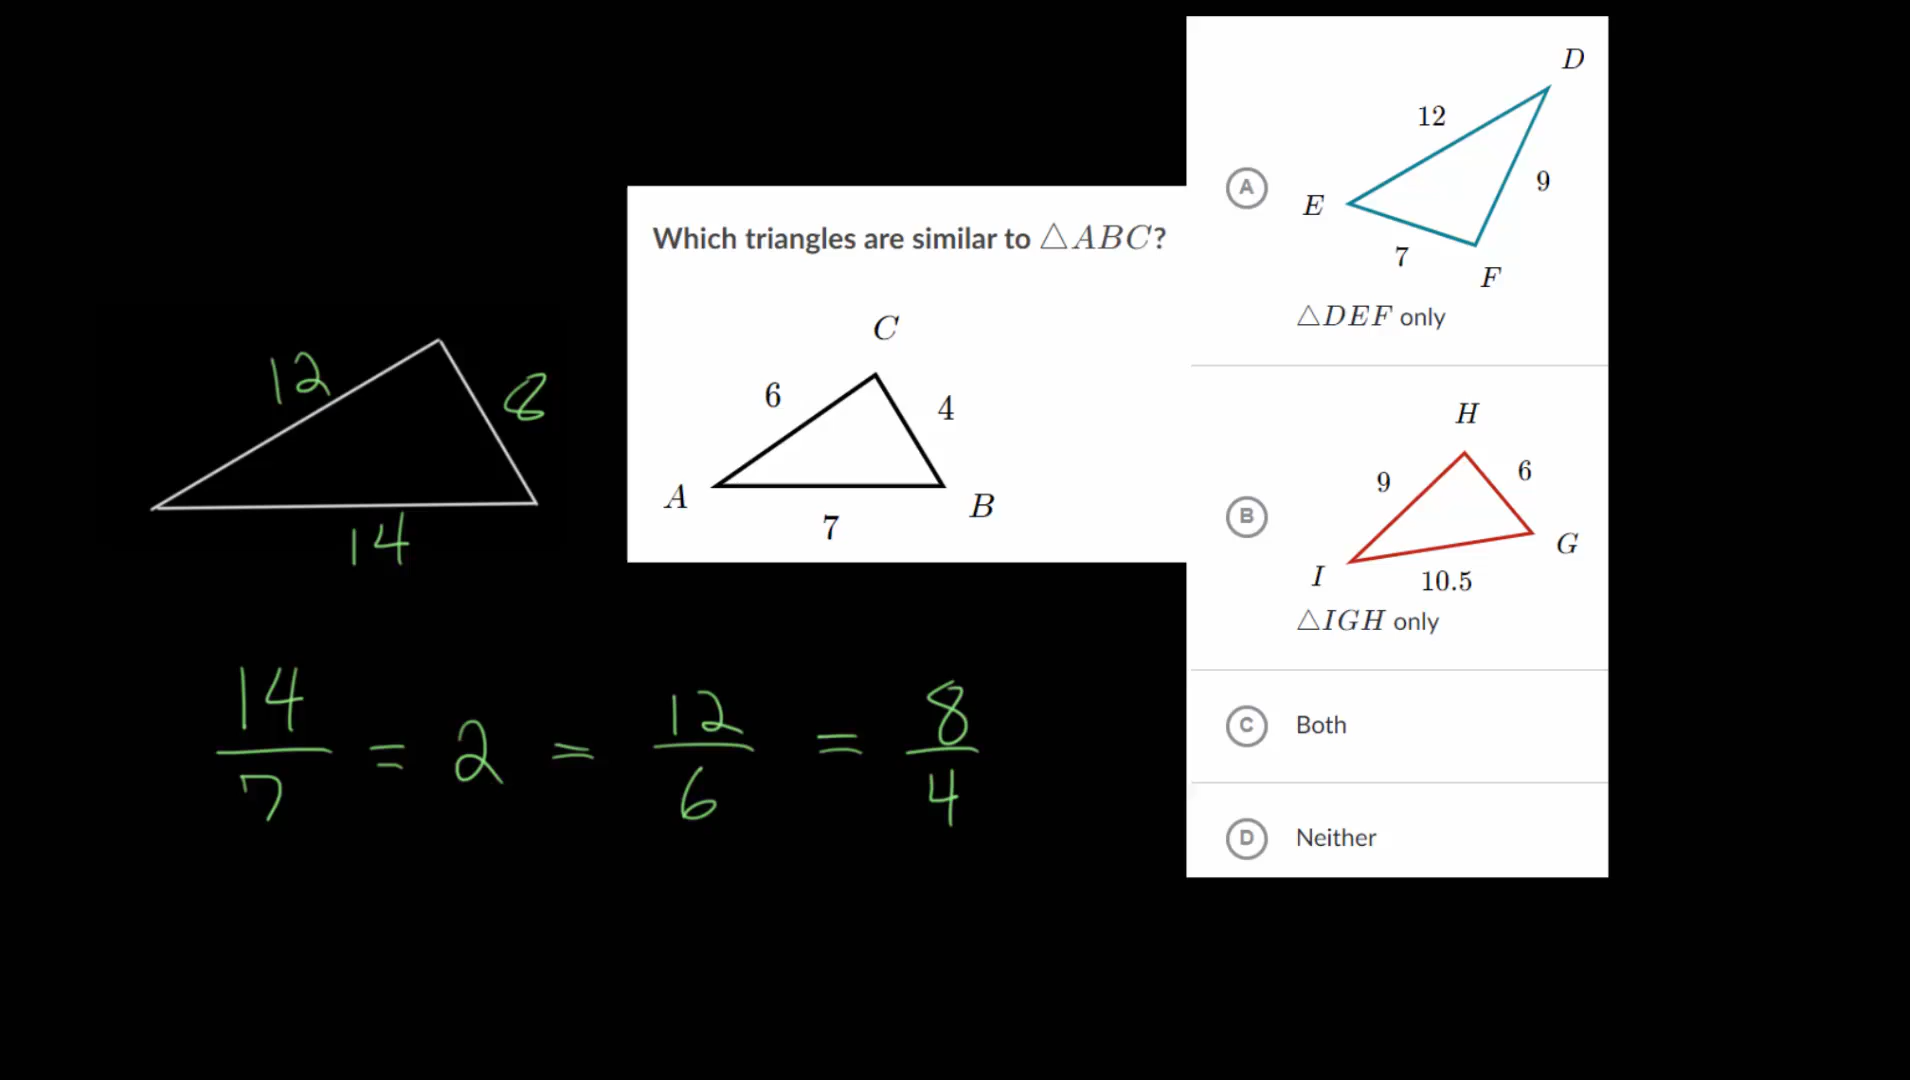 12
8
14
14/7 = 2 = 12/6 = 8/4
Which triangles are similar to △ABC?
C
6
4
A
B
7
D
12
A
9
E
7
F
△DEF only
H
9
6
B
G
I
10.5
△IGH only
C Both
D Neither